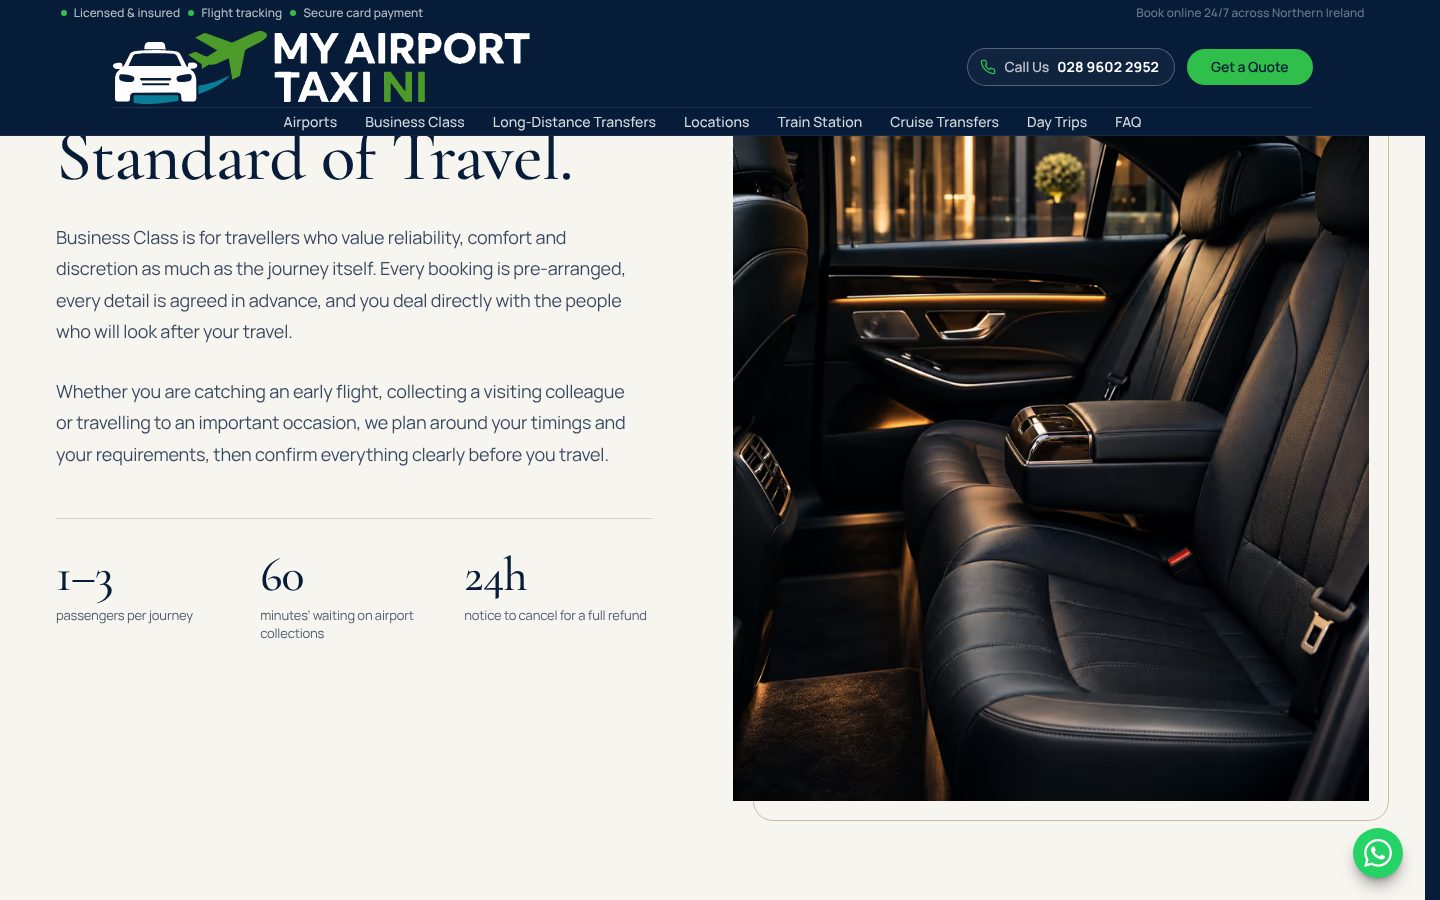 Licensed & insured
Flight tracking
Secure card payment
Book online 24/7 across Northern Ireland
MY AIRPORT
TAXI NI
Call Us 028 9602 2952
Get a Quote
Airports
Business Class
Long-Distance Transfers
Locations
Train Station
Cruise Transfers
Day Trips
FAQ
Standard of Travel.
Business Class is for travellers who value reliability, comfort and
discretion as much as the journey itself. Every booking is pre-arranged,
every detail is agreed in advance, and you deal directly with the people
who will look after your travel.
Whether you are catching an early flight, collecting a visiting colleague
or travelling to an important occasion, we plan around your timings and
your requirements, then confirm everything clearly before you travel.
1–3
passengers per journey
60
minutes' waiting on airport
collections
24h
notice to cancel for a full refund